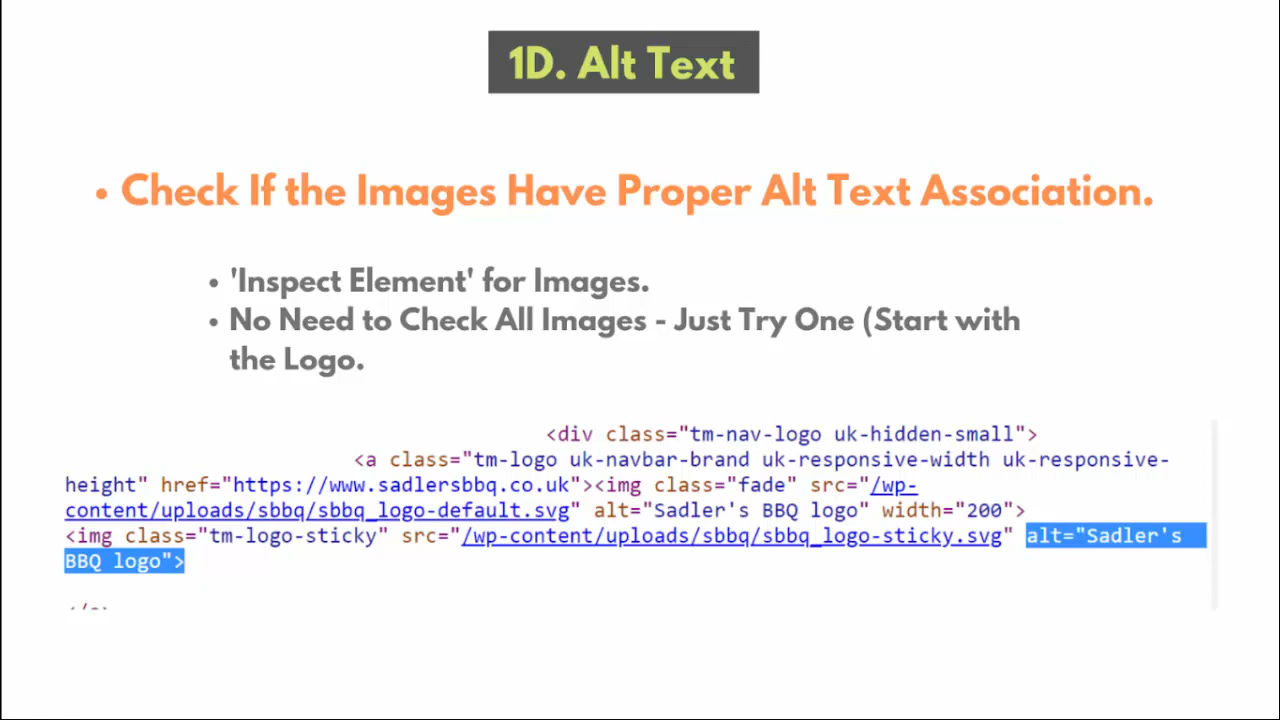 1D. Alt Text
• Check If the Images Have Proper Alt Text Association.
• 'Inspect Element' for Images.
• No Need to Check All Images - Just Try One (Start with
the Logo.
<div class="tm-nav-logo uk-hidden-small">
<a class="tm-logo uk-navbar-brand uk-responsive-width uk-responsive-
height" href="https://www.sadlersbbq.co.uk"><img class="fade" src="/wp-
content/uploads/sbbq/sbbq_logo-default.svg" alt="Sadler's BBQ logo" width="200">
<img class="tm-logo-sticky" src="/wp-content/uploads/sbbq/sbbq_logo-sticky.svg" alt="Sadler's
BBQ logo">